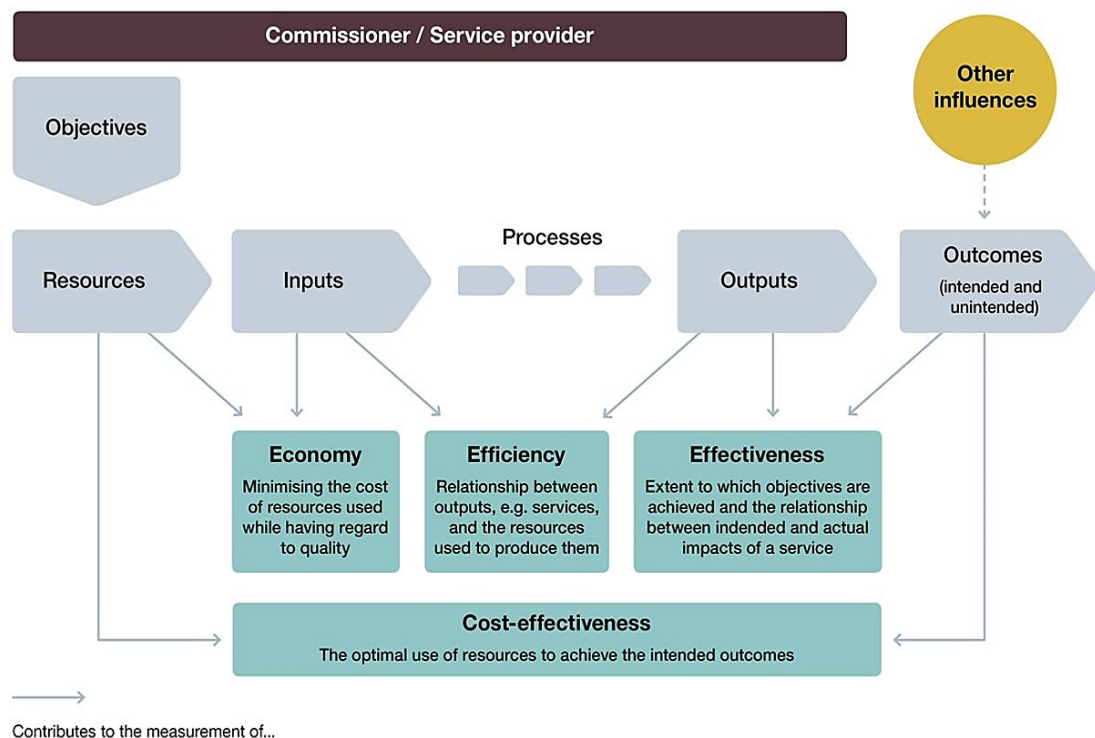 Commissioner / Service provider
Other
influences
Objectives
Resources
Inputs
Processes
Outputs
Outcomes
(intended and
unintended)
Economy
Minimising the cost
of resources used
while having regard
to quality
Efficiency
Relationship between
outputs, e.g. services,
and the resources
used to produce them
Effectiveness
Extent to which objectives are
achieved and the relationship
between indended and actual
impacts of a service
Cost-effectiveness
The optimal use of resources to achieve the intended outcomes
Contributes to the measurement of...